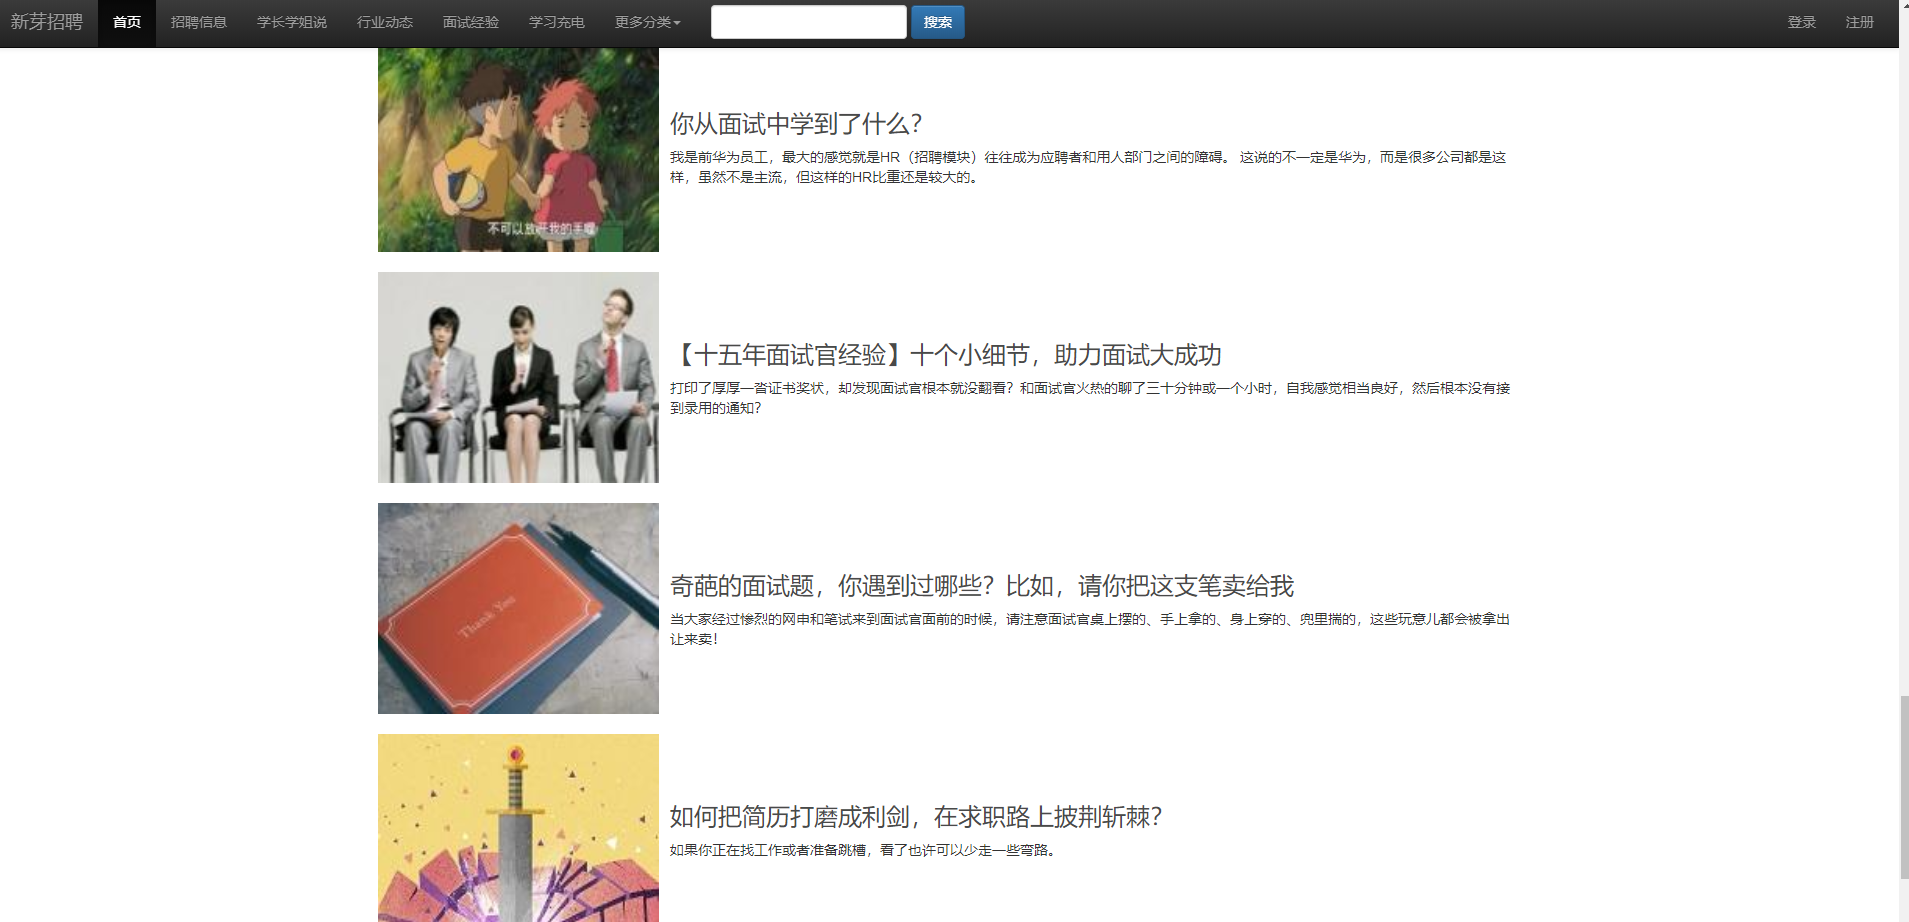 新芽招聘 首页 招聘信息 学长学姐说 行业动态 面试经验 学习充电 更多分类 搜索 登录 注册
不可以放开我的手喔
你从面试中学到了什么？
我是前华为员工，最大的感觉就是HR（招聘模块）往往成为应聘者和用人部门之间的障碍。 这说的不一定是华为，而是很多公司都是这
样，虽然不是主流，但这样的HR比重还是较大的。
【十五年面试官经验】十个小细节，助力面试大成功
打印了厚厚一沓证书奖状，却发现面试官根本就没翻看？和面试官火热的聊了三十分钟或一个小时，自我感觉相当良好，然后根本没有接
到录用的通知？
Thank You
奇葩的面试题，你遇到过哪些？比如，请你把这支笔卖给我
当大家经过惨烈的网申和笔试来到面试官面前的时候，请注意面试官桌上摆的、手上拿的、身上穿的、兜里揣的，这些玩意儿都会被拿出
让来卖！
如何把简历打磨成利剑，在求职路上披荆斩棘？
如果你正在找工作或者准备跳槽，看了也许可以少走一些弯路。